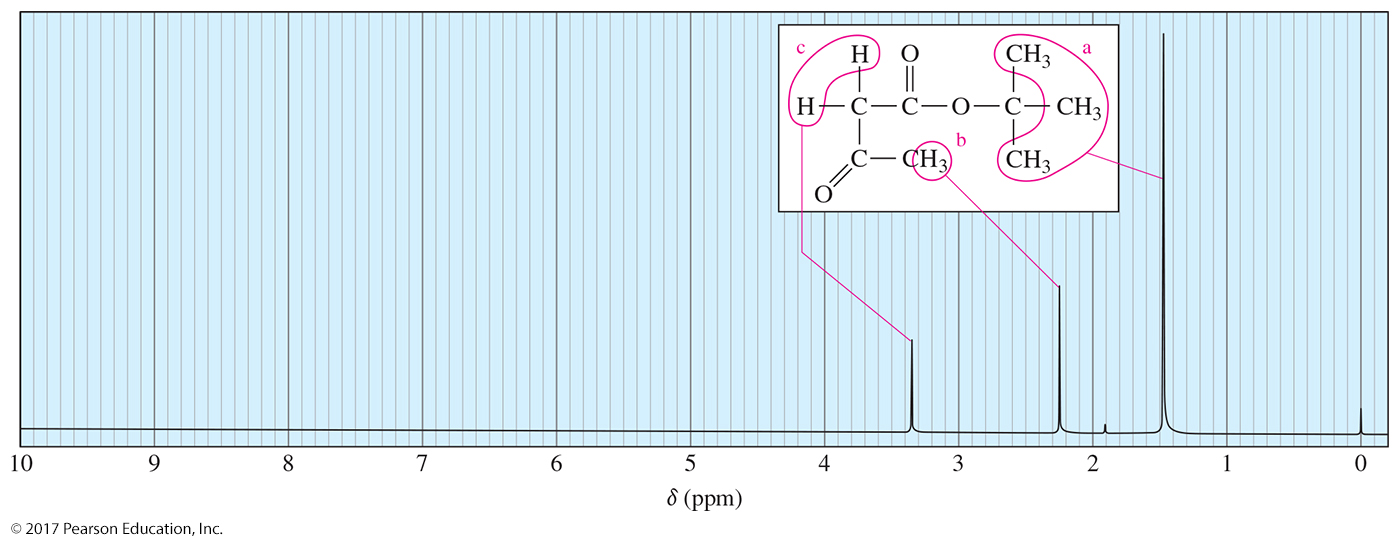 c H O CH₃ a
H C C O C CH₃
b
C CH₃ CH₃
O
10 9 8 7 6 5 4 3 2 1 0
δ (ppm)
© 2017 Pearson Education, Inc.